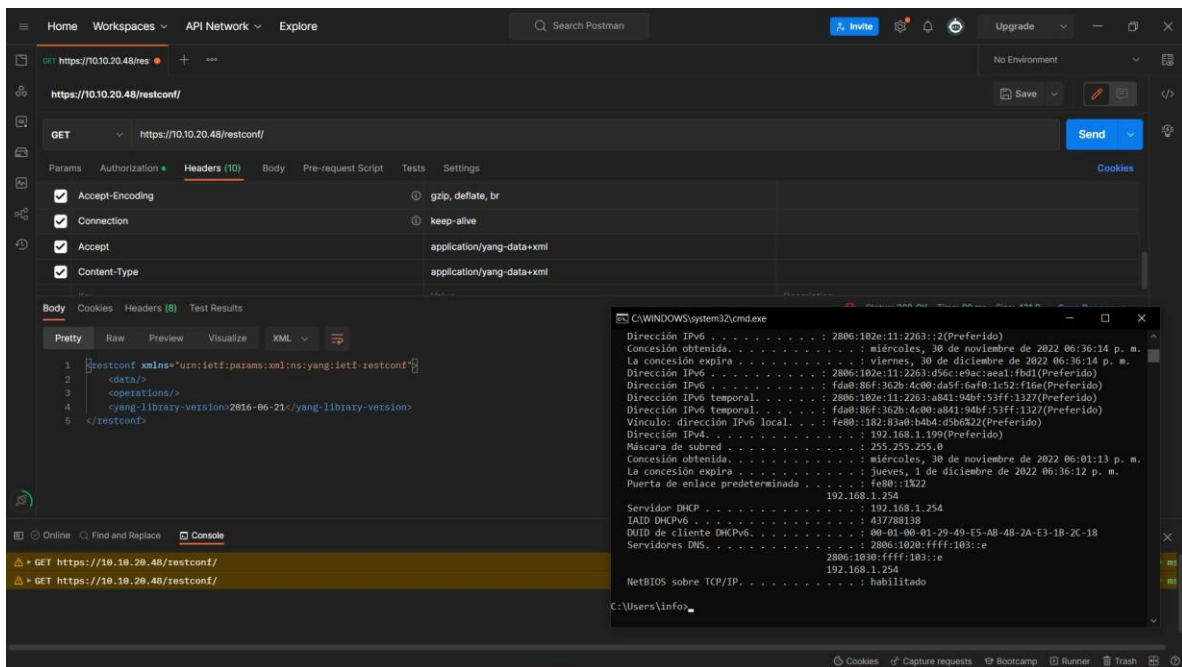 Home Workspaces API Network Explore Search Postman Invite Upgrade
GET https://10.10.20.48/res No Environment
https://10.10.20.48/restconf/ Save
GET https://10.10.20.48/restconf/ Send
Params Authorization Headers (10) Body Pre-request Script Tests Settings Cookies
Accept-Encoding gzip, deflate, br
Connection keep-alive
Accept application/yang-data+xml
Content-Type application/yang-data+xml
Body Cookies Headers (8) Test Results
Pretty Raw Preview Visualize XML
1 <restconf xmlns="urn:ietf:params:xml:ns:yang:ietf-restconf">
2 <data/>
3 <operations/>
4 <yang-library-version>2016-06-21</yang-library-version>
5 </restconf>
C:\WINDOWS\system32\cmd.exe
Dirección IPv6 . . . . . . . . . . : 2806:102e:11:2263::2(Preferido)
Concesión obtenida. . . . . . . . . . . . : miércoles, 30 de noviembre de 2022 06:36:14 p. m.
La concesión expira . . . . . . . . . . . : viernes, 30 de diciembre de 2022 06:36:14 p. m.
Dirección IPv6 . . . . . . . . . . : 2806:102e:11:2263:d56c:e9ac:aea1:fbd1(Preferido)
Dirección IPv6 . . . . . . . . . . : fda0:86f:362b:4c00:da5f:6af0:1c52:f16e(Preferido)
Dirección IPv6 temporal. . . . . . : 2806:102e:11:2263:a841:94bf:53ff:1327(Preferido)
Dirección IPv6 temporal. . . . . . : fda0:86f:362b:4c00:a841:94bf:53ff:1327(Preferido)
Vínculo: dirección IPv6 local. . . : fe80::182:83a0:b4b4:d5b6%22(Preferido)
Dirección IPv4. . . . . . . . . . . . . . : 192.168.1.199(Preferido)
Máscara de subred . . . . . . . . . . . . : 255.255.255.0
Concesión obtenida. . . . . . . . . . . . : miércoles, 30 de noviembre de 2022 06:01:13 p. m.
La concesión expira . . . . . . . . . . . : jueves, 1 de diciembre de 2022 06:36:12 p. m.
Puerta de enlace predeterminada . . . . . : fe80::1%22
192.168.1.254
Servidor DHCP . . . . . . . . . . . . . . : 192.168.1.254
IAID DHCPv6 . . . . . . . . . . . . . . . : 437788138
DUID de cliente DHCPv6. . . . . . . . . . : 00-01-00-01-29-49-E5-AB-48-2A-E3-1B-2C-18
Servidores DNS. . . . . . . . . . . . . . : 2806:1020:ffff:103::e
2806:1030:ffff:103::e
192.168.1.254
NetBIOS sobre TCP/IP. . . . . . . . . . . : habilitado
C:\Users\info>
Online Find and Replace Console
GET https://10.10.20.48/restconf/ ms
GET https://10.10.20.48/restconf/ ms
Cookies Capture requests Bootcamp Runner Trash